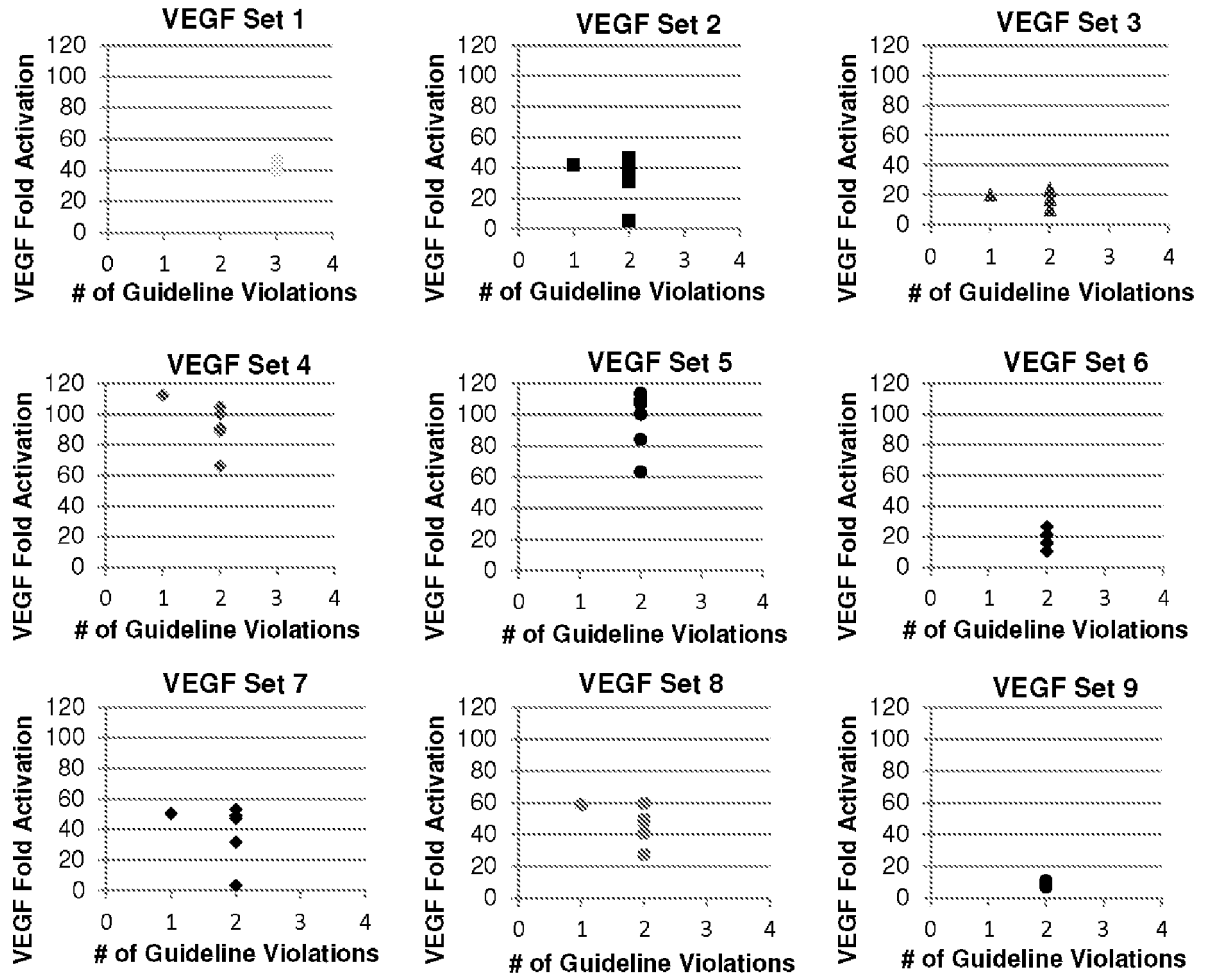 VEGF Set 1
VEGF Fold Activation
120
100
80
60
40
20
0
0 1 2 3 4
# of Guideline Violations
VEGF Set 2
VEGF Fold Activation
120
100
80
60
40
20
0
0 1 2 3 4
# of Guideline Violations
VEGF Set 3
VEGF Fold Activation
120
100
80
60
40
20
0
0 1 2 3 4
# of Guideline Violations
VEGF Set 4
VEGF Fold Activation
120
100
80
60
40
20
0
0 1 2 3 4
# of Guideline Violations
VEGF Set 5
VEGF Fold Activation
120
100
80
60
40
20
0
0 1 2 3 4
# of Guideline Violations
VEGF Set 6
VEGF Fold Activation
120
100
80
60
40
20
0
0 1 2 3 4
# of Guideline Violations
VEGF Set 7
VEGF Fold Activation
120
100
80
60
40
20
0
0 1 2 3 4
# of Guideline Violations
VEGF Set 8
VEGF Fold Activation
120
100
80
60
40
20
0
0 1 2 3 4
# of Guideline Violations
VEGF Set 9
VEGF Fold Activation
120
100
80
60
40
20
0
0 1 2 3 4
# of Guideline Violations